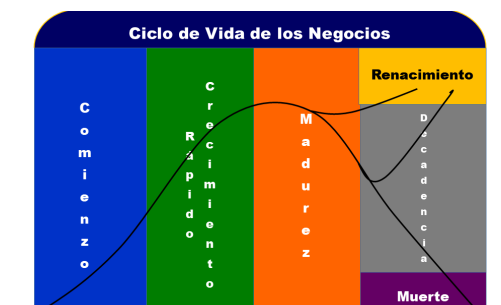 Ciclo de Vida de los Negocios
Comienzo
Rápido
Crecimiento
Madurez
Renacimiento
Decadencia
Muerte